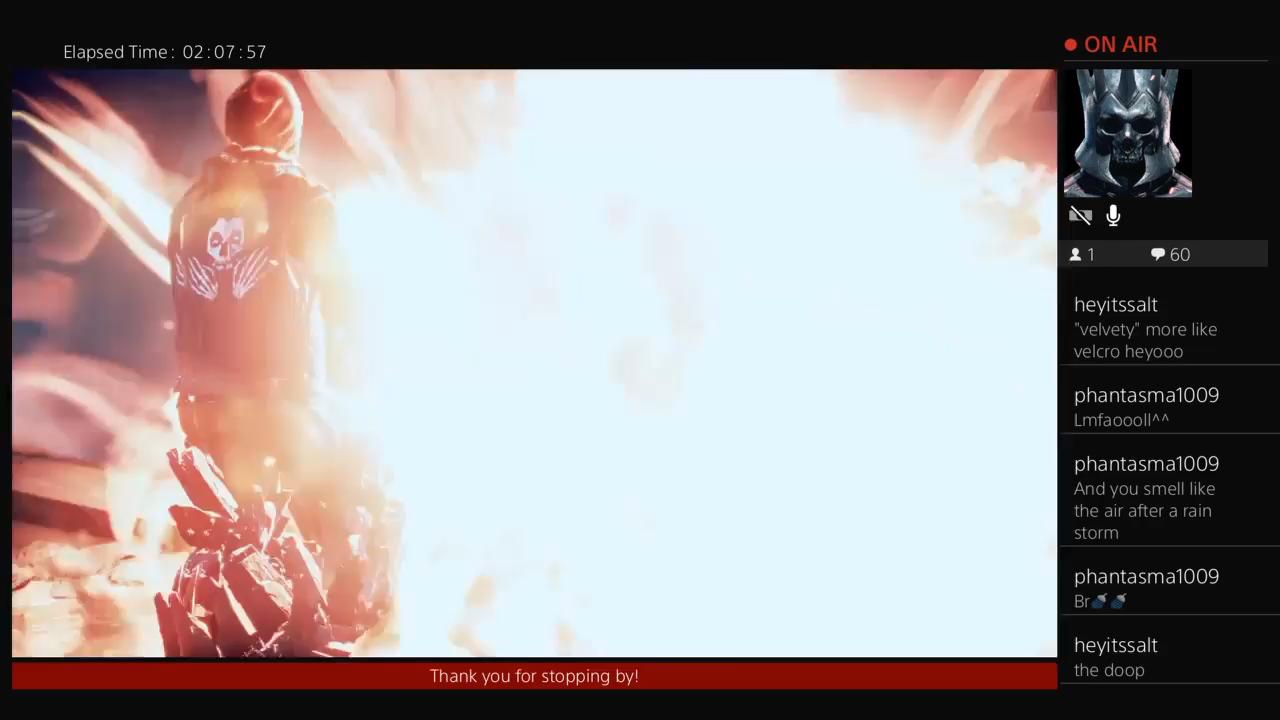 Elapsed Time: 02:07:57
ON AIR
1 60
heyitssalt
"velvety" more like
velcro heyooo
phantasma1009
Lmfaoooll^^
phantasma1009
And you smell like
the air after a rain
storm
phantasma1009
Br🍧🍧
heyitssalt
the doop
Thank you for stopping by!